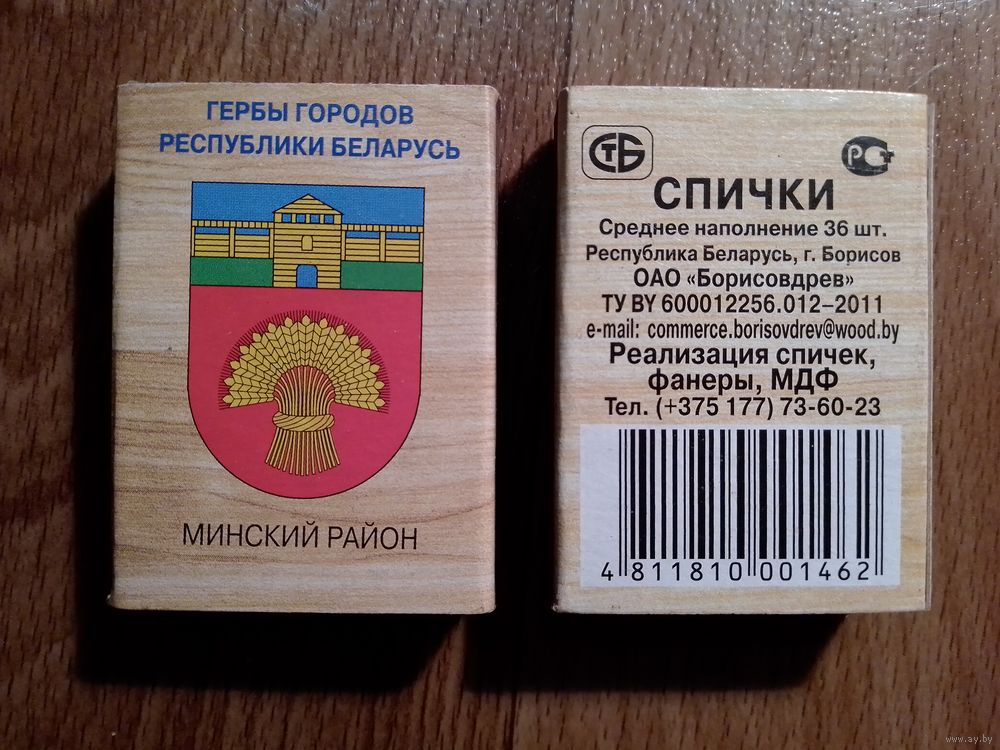 ГЕРБЫ ГОРОДОВ
РЕСПУБЛИКИ БЕЛАРУСЬ
МИНСКИЙ РАЙОН
СТБ
РСТ
СПИЧКИ
Среднее наполнение 36 шт.
Республика Беларусь, г. Борисов
ОАО «Борисовдрев»
ТУ BY 600012256.012–2011
e-mail: commerce.borisovdrev@wood.by
Реализация спичек,
фанеры, МДФ
Тел. (+375 177) 73-60-23
4 811810 001462
www.ay.by